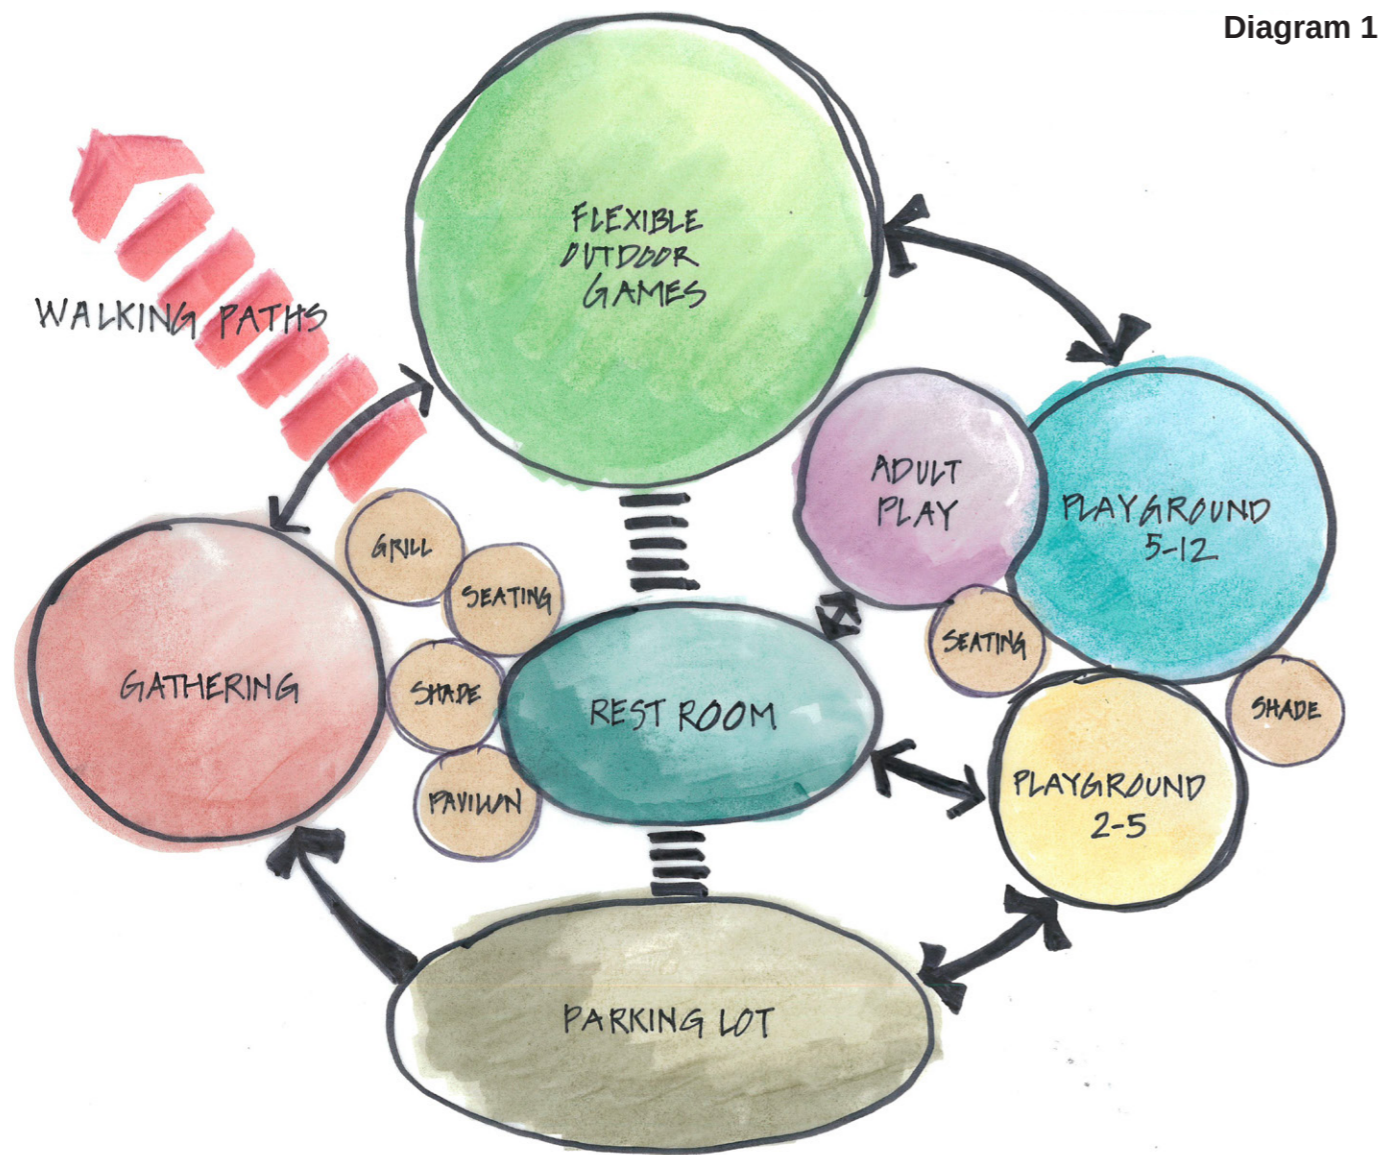 Diagram 1
FLEXIBLE
OUTDOOR
GAMES
WALKING PATHS
ADULT
PLAY
PLAYGROUND
5-12
GRILL
SEATING
SEATING
GATHERING
SHADE
REST ROOM
SHADE
PAVILION
PLAYGROUND
2-5
PARKING LOT